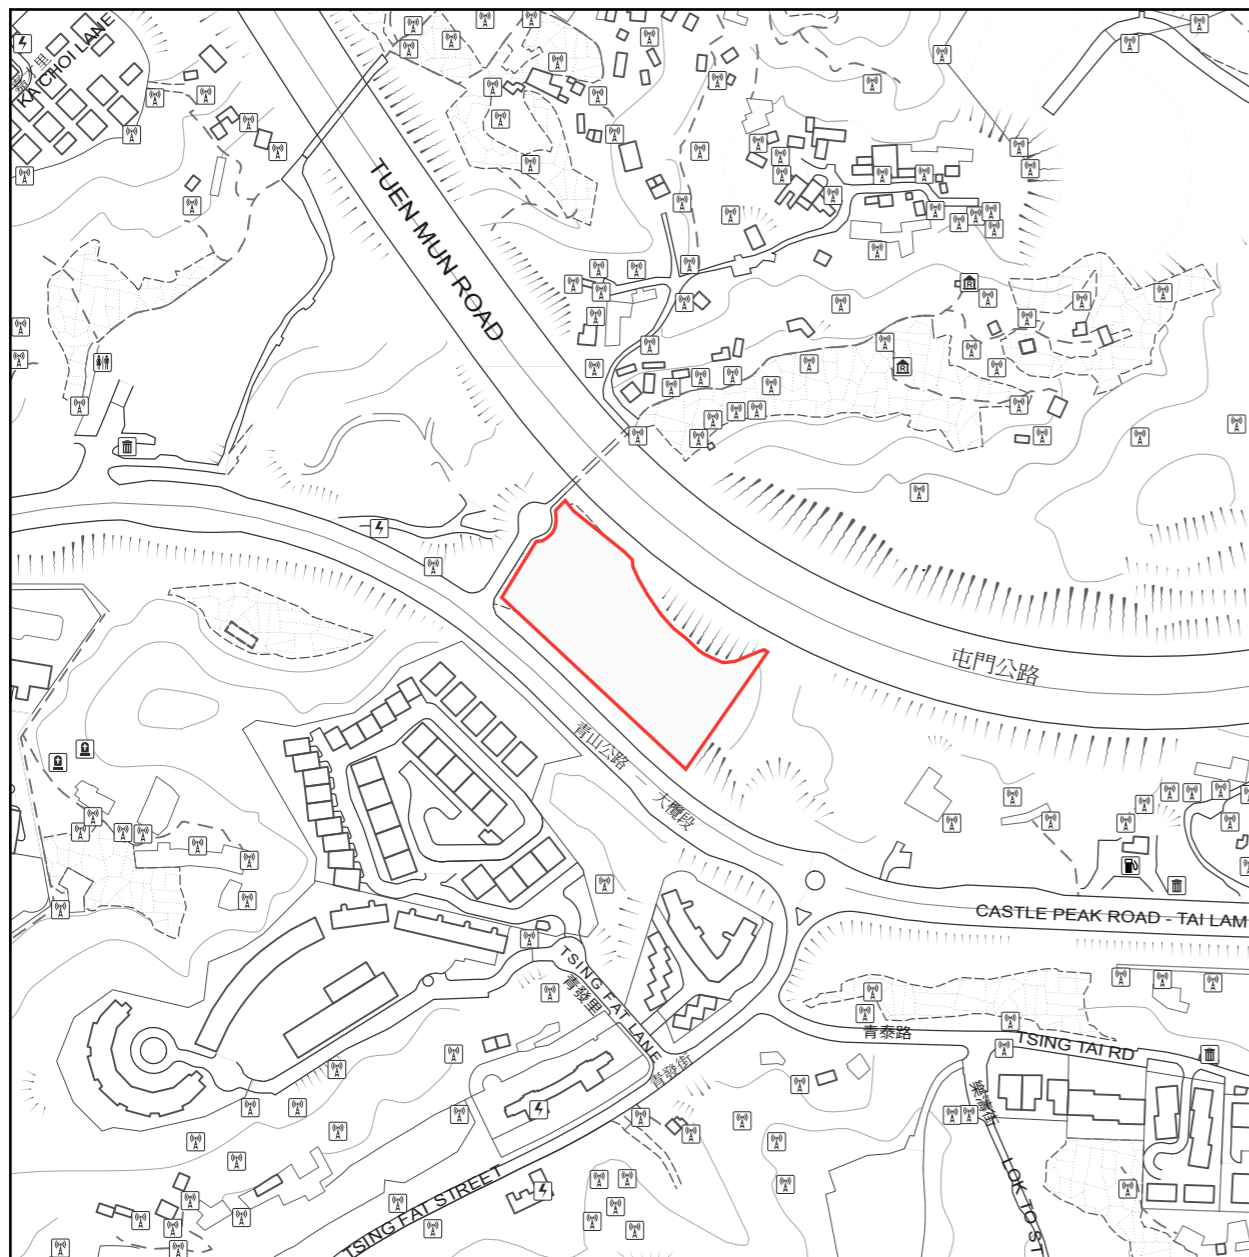 KA CHOI LANE
TUEN MUN ROAD
屯門公路
青山公路 — 大欖段
CASTLE PEAK ROAD - TAI LAM
TSING FAT LANE
青發里
青泰路
TSING TAI RD
青發街
樂濤街
LOK TO ST
TSING FAT STREET